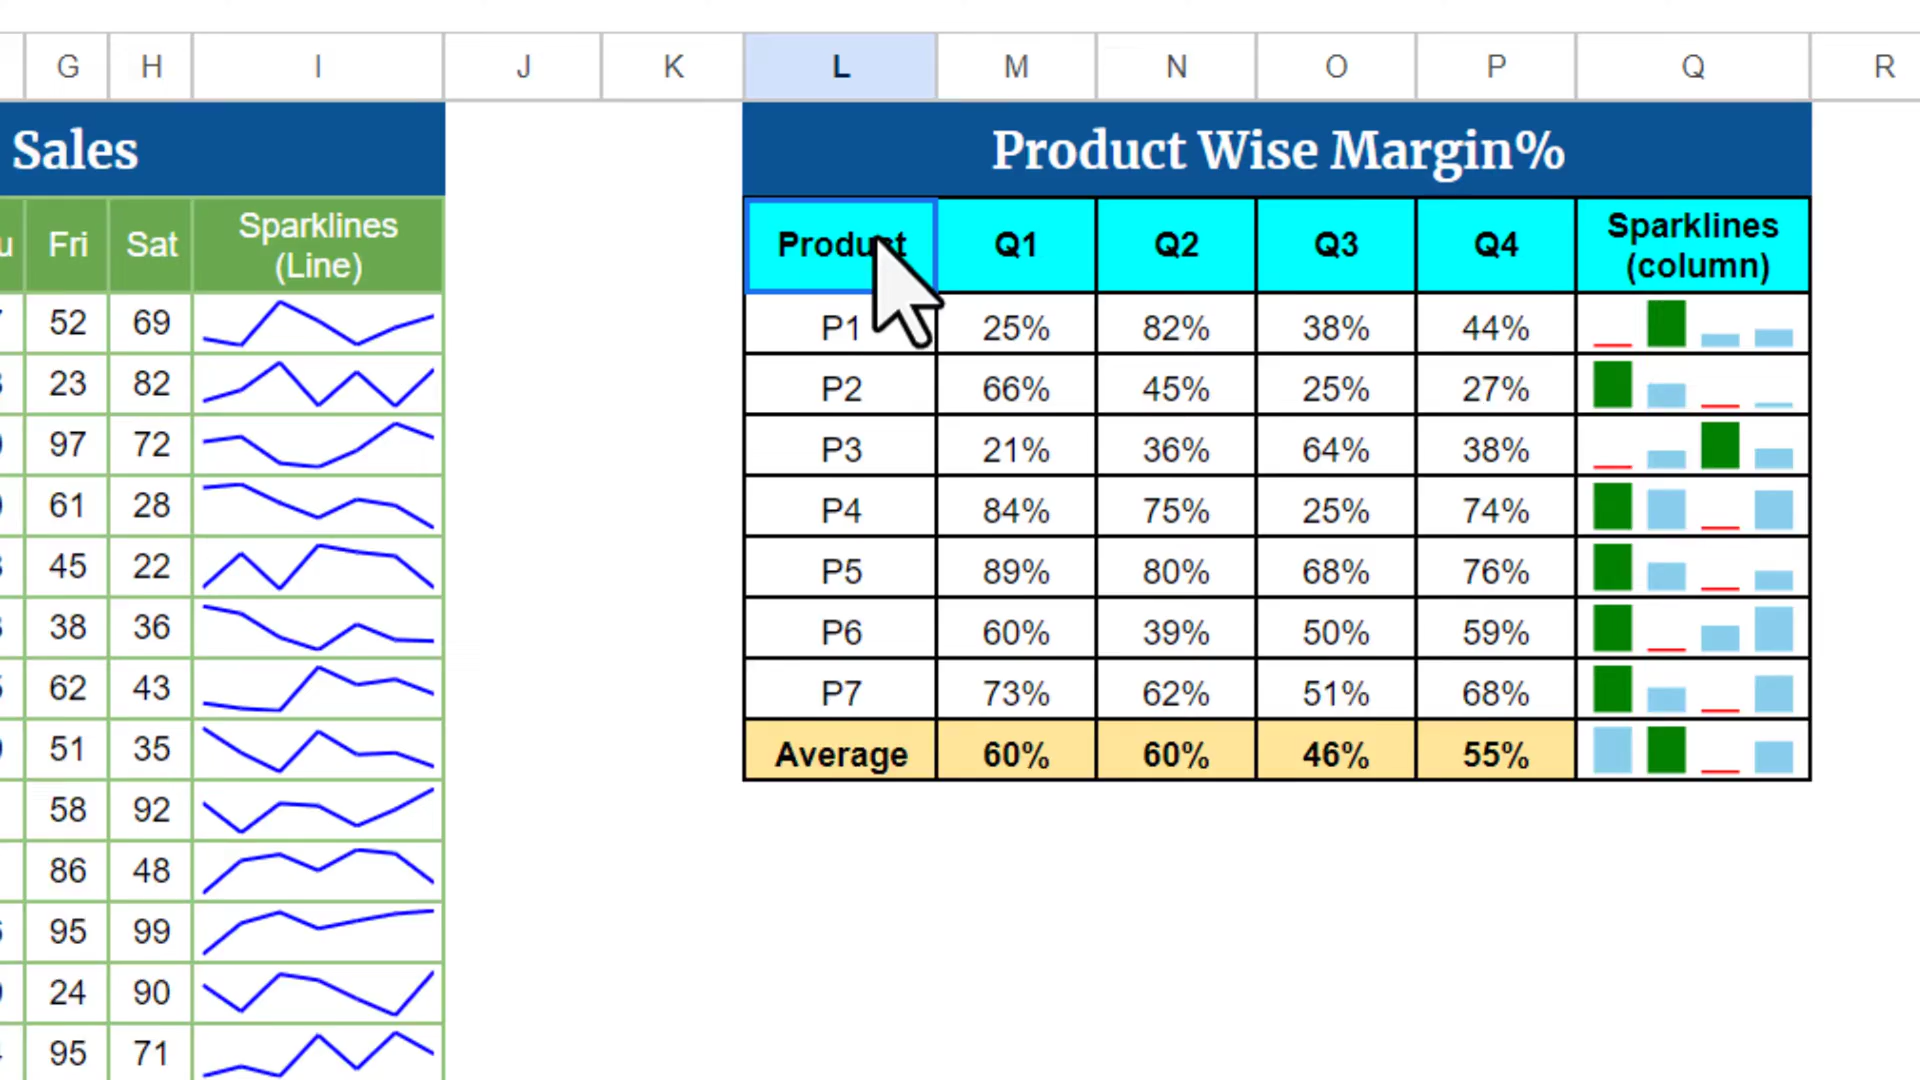 G H I J K L M N O P Q R
Sales
Fri Sat Sparklines
(Line)
52 69
23 82
97 72
61 28
45 22
38 36
62 43
51 35
58 92
86 48
95 99
24 90
95 71
Product Wise Margin%
Product Q1 Q2 Q3 Q4 Sparklines
(column)
P1 25% 82% 38% 44%
P2 66% 45% 25% 27%
P3 21% 36% 64% 38%
P4 84% 75% 25% 74%
P5 89% 80% 68% 76%
P6 60% 39% 50% 59%
P7 73% 62% 51% 68%
Average 60% 60% 46% 55%